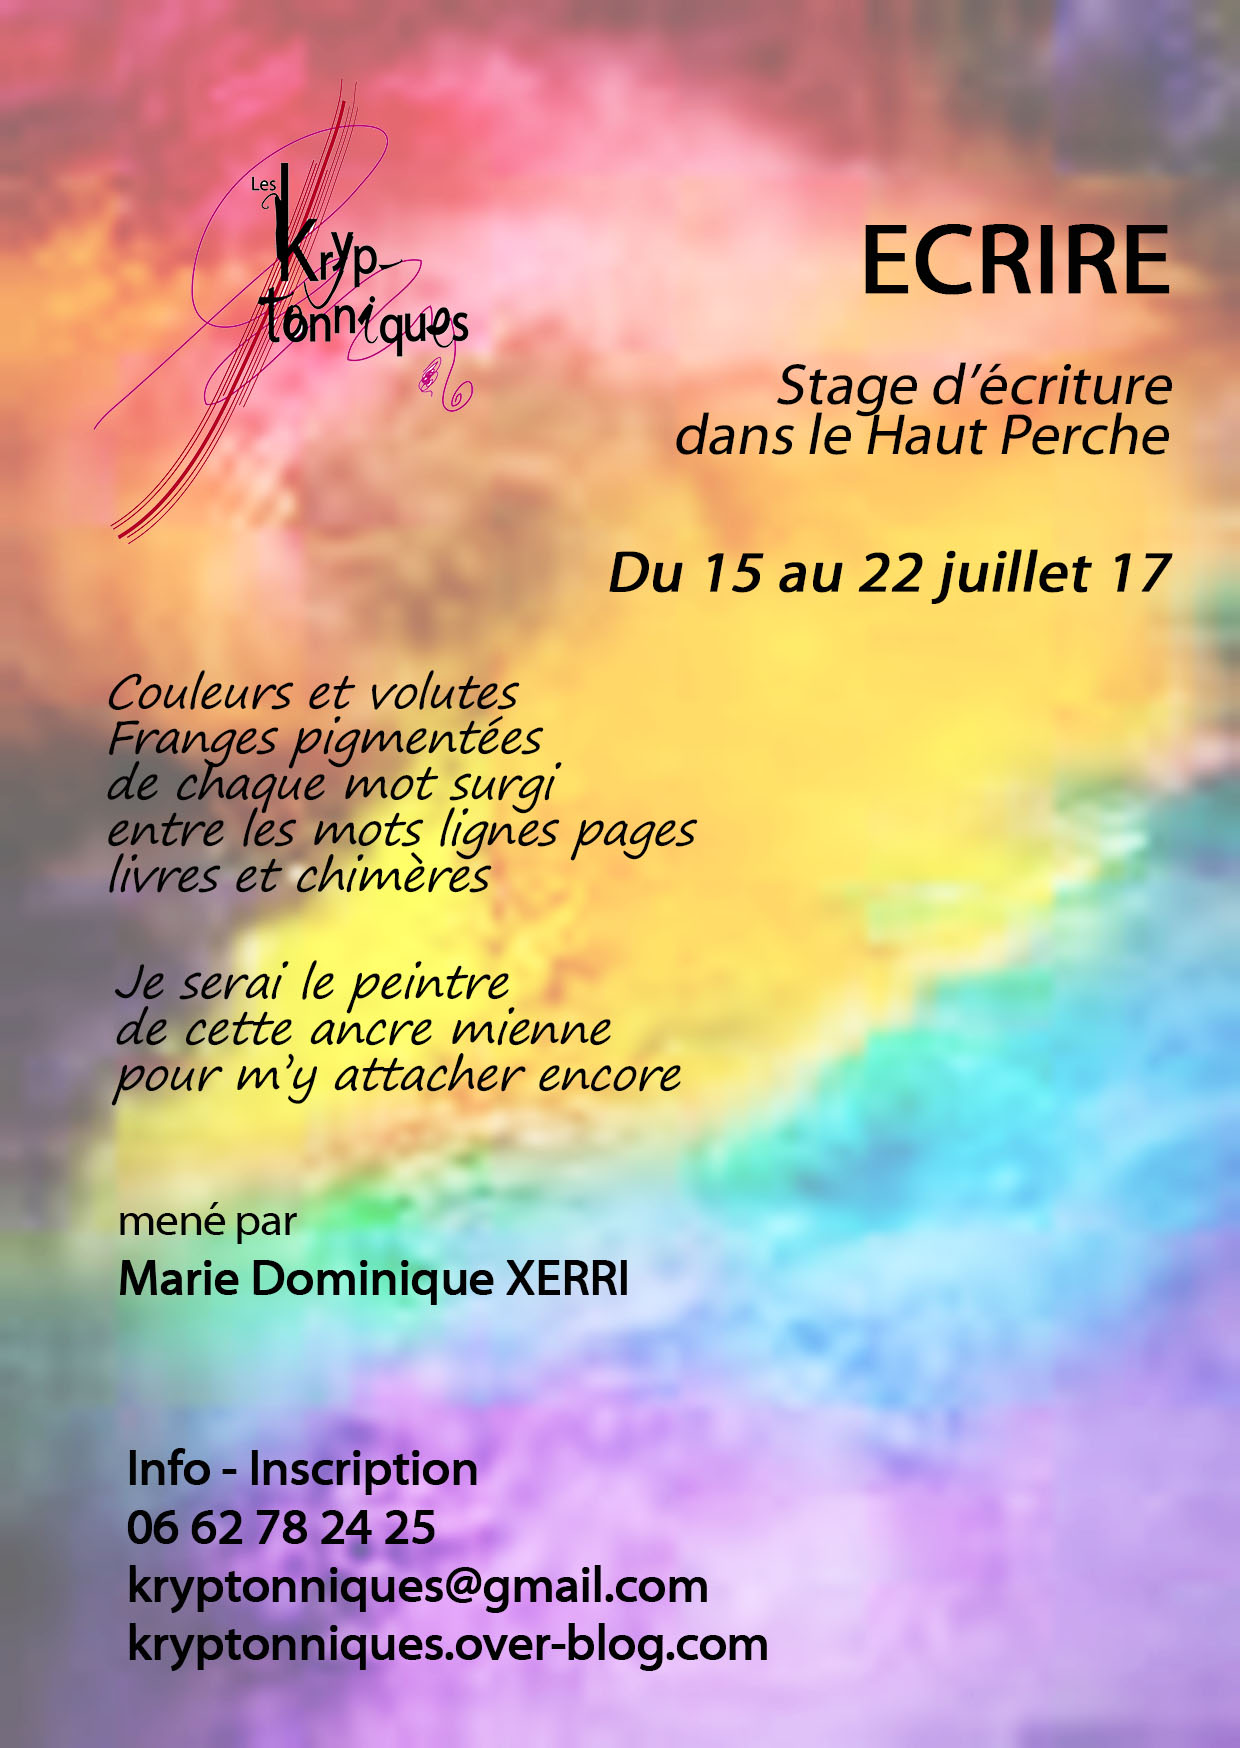 Les
Kryp-
tonniques
ECRIRE
Stage d’écriture
dans le Haut Perche
Du 15 au 22 juillet 17
Couleurs et volutes
Franges pigmentées
de chaque mot surgi
entre les mots lignes pages
livres et chimères
Je serai le peintre
de cette ancre mienne
pour m’y attacher encore
mené par
Marie Dominique XERRI
Info - Inscription
06 62 78 24 25
kryptonniques@gmail.com
kryptonniques.over-blog.com